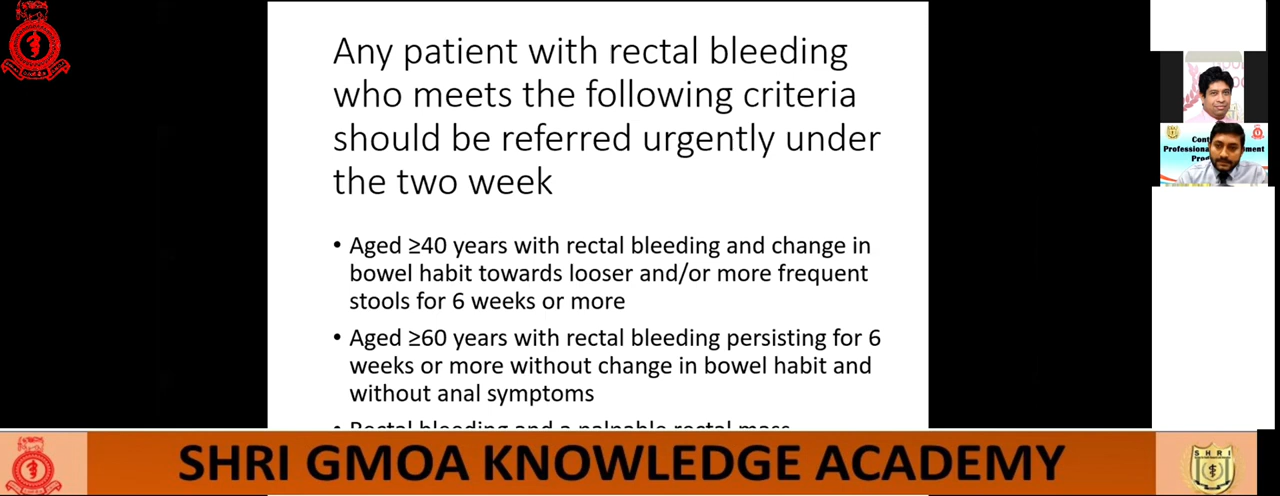 Any patient with rectal bleeding
who meets the following criteria
should be referred urgently under
the two week
• Aged ≥40 years with rectal bleeding and change in
bowel habit towards looser and/or more frequent
stools for 6 weeks or more
• Aged ≥60 years with rectal bleeding persisting for 6
weeks or more without change in bowel habit and
without anal symptoms
• Rectal bleeding and a palpable rectal mass
SHRI GMOA KNOWLEDGE ACADEMY
SHRI